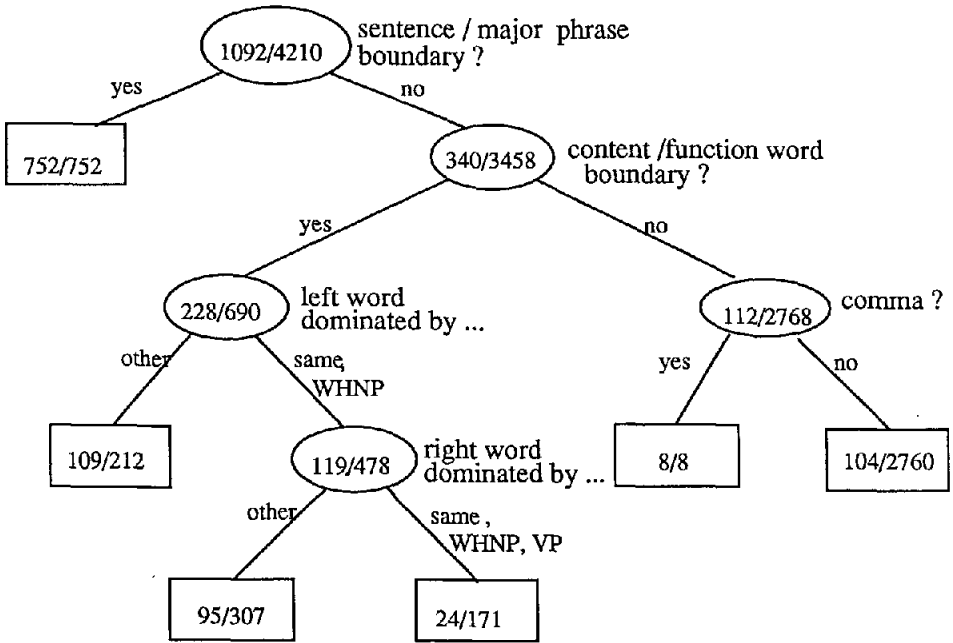 sentence / major phrase
1092/4210
boundary ?
yes
no
752/752
340/3458
content /function word
boundary ?
yes
no
228/690
left word
dominated by ...
112/2768
comma ?
other
same,
WHNP
yes
no
109/212
119/478
right word
dominated by ...
8/8
104/2760
other
same ,
WHNP, VP
95/307
24/171